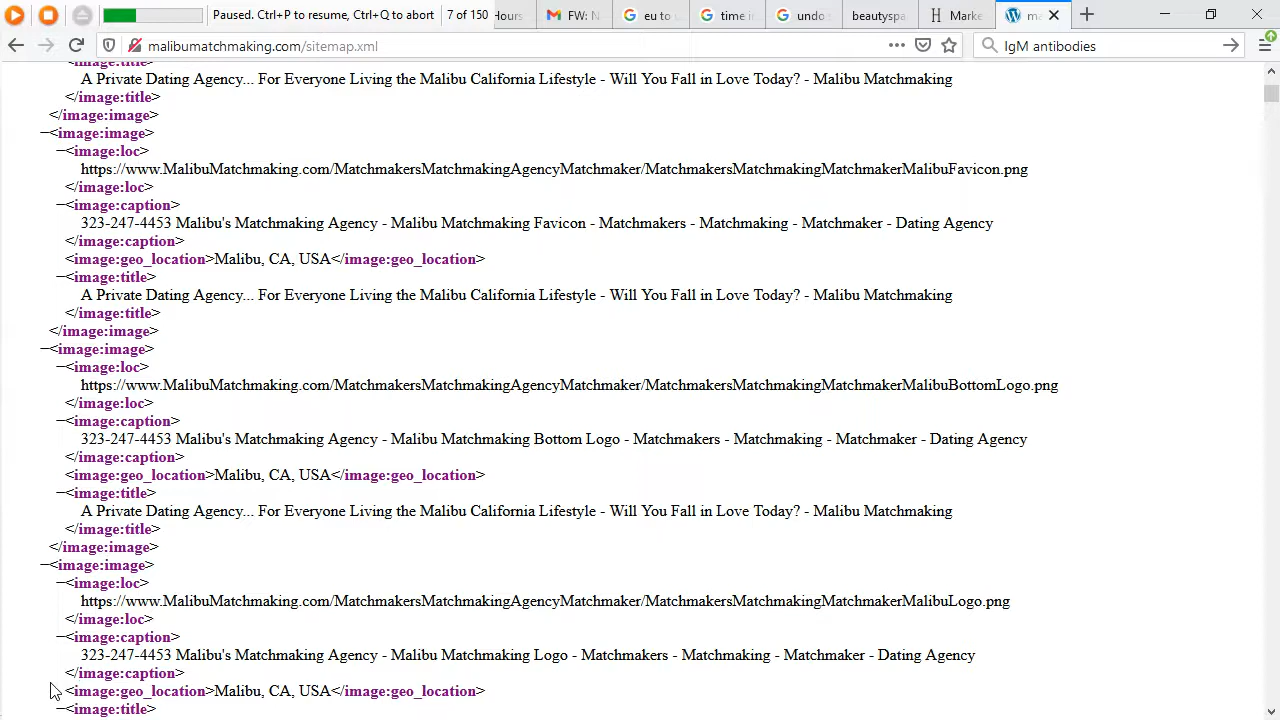 Paused. Ctrl+P to resume, Ctrl+Q to abort
7 of 13
Hours
FW: N
eu to u
time in
undo s
beautyspa
Marke
ma
malibumatchmaking.com/sitemap.xml
IgM antibodies
<image:title>
A Private Dating Agency... For Everyone Living the Malibu California Lifestyle - Will You Fall in Love Today? - Malibu Matchmaking
</image:title>
</image:image>
−<image:image>
−<image:loc>
https://www.MalibuMatchmaking.com/MatchmakersMatchmakingAgencyMatchmaker/MatchmakersMatchmakingMatchmakerMalibuFavicon.png
</image:loc>
−<image:caption>
323-247-4453 Malibu's Matchmaking Agency - Malibu Matchmaking Favicon - Matchmakers - Matchmaking - Matchmaker - Dating Agency
</image:caption>
<image:geo_location>Malibu, CA, USA</image:geo_location>
−<image:title>
A Private Dating Agency... For Everyone Living the Malibu California Lifestyle - Will You Fall in Love Today? - Malibu Matchmaking
</image:title>
</image:image>
−<image:image>
−<image:loc>
https://www.MalibuMatchmaking.com/MatchmakersMatchmakingAgencyMatchmaker/MatchmakersMatchmakingMatchmakerMalibuBottomLogo.png
</image:loc>
−<image:caption>
323-247-4453 Malibu's Matchmaking Agency - Malibu Matchmaking Bottom Logo - Matchmakers - Matchmaking - Matchmaker - Dating Agency
</image:caption>
<image:geo_location>Malibu, CA, USA</image:geo_location>
−<image:title>
A Private Dating Agency... For Everyone Living the Malibu California Lifestyle - Will You Fall in Love Today? - Malibu Matchmaking
</image:title>
</image:image>
−<image:image>
−<image:loc>
https://www.MalibuMatchmaking.com/MatchmakersMatchmakingAgencyMatchmaker/MatchmakersMatchmakingMatchmakerMalibuLogo.png
</image:loc>
−<image:caption>
323-247-4453 Malibu's Matchmaking Agency - Malibu Matchmaking Logo - Matchmakers - Matchmaking - Matchmaker - Dating Agency
</image:caption>
<image:geo_location>Malibu, CA, USA</image:geo_location>
−<image:title>